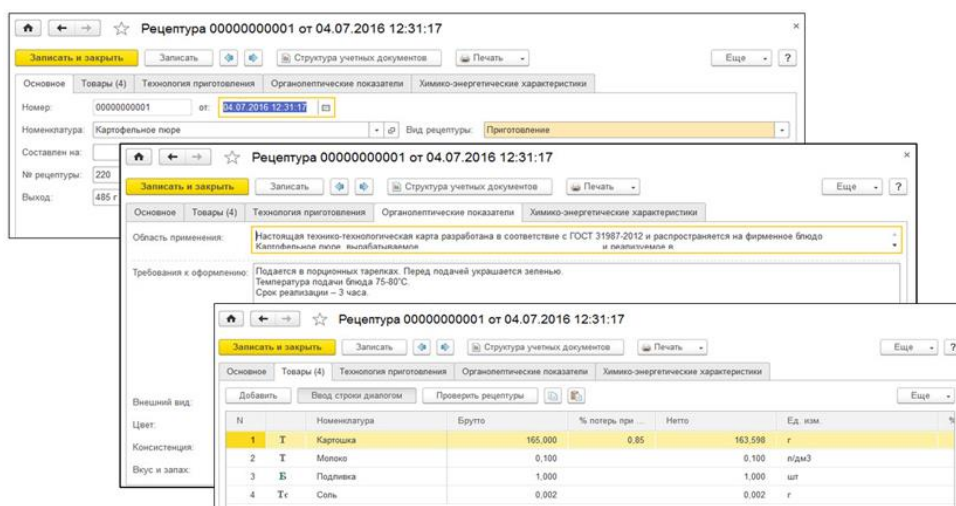 Рецептура 00000000001 от 04.07.2016 12:31:17
Записать и закрыть Записать Структура учетных документов Печать Еще ?
Основное Товары (4) Технология приготовления Органолептические показатели Химико-энергетические характеристики
Номер: 00000000001 от: 04.07.2016 12:31:17
Номенклатура: Картофельное пюре Вид рецептуры: Приготовление
Составлен на:
№ рецептуры: 220
Выход: 485 г
Рецептура 00000000001 от 04.07.2016 12:31:17
Записать и закрыть Записать Структура учетных документов Печать Еще ?
Основное Товары (4) Технология приготовления Органолептические показатели Химико-энергетические характеристики
Область применения: Настоящая технико-технологическая карта разработана в соответствие с ГОСТ 31987-2012 и распространяется на фирменное блюдо
Картофельное пюре вырабатываемое и реализуемое в
Требования к оформлению: Подается в порционных тарелках. Перед подачей украшается зеленью.
Температура подачи блюда 75-80°С.
Срок реализации – 3 часа.
Внешний вид:
Цвет:
Консистенция:
Вкус и запах:
Рецептура 00000000001 от 04.07.2016 12:31:17
Записать и закрыть Записать Структура учетных документов Печать Еще ?
Основное Товары (4) Технология приготовления Органолептические показатели Химико-энергетические характеристики
Добавить Ввод строки диалогом Проверить рецептуры Еще
N Номенклатура Брутто % потерь при ... Нетто Ед. изм. %
1 Т Картошка 165,000 0,85 163,598 г
2 Т Молоко 0,100 0,100 л/дм3
3 Б Подливка 1,000 1,000 шт
4 Тс Соль 0,002 0,002 г